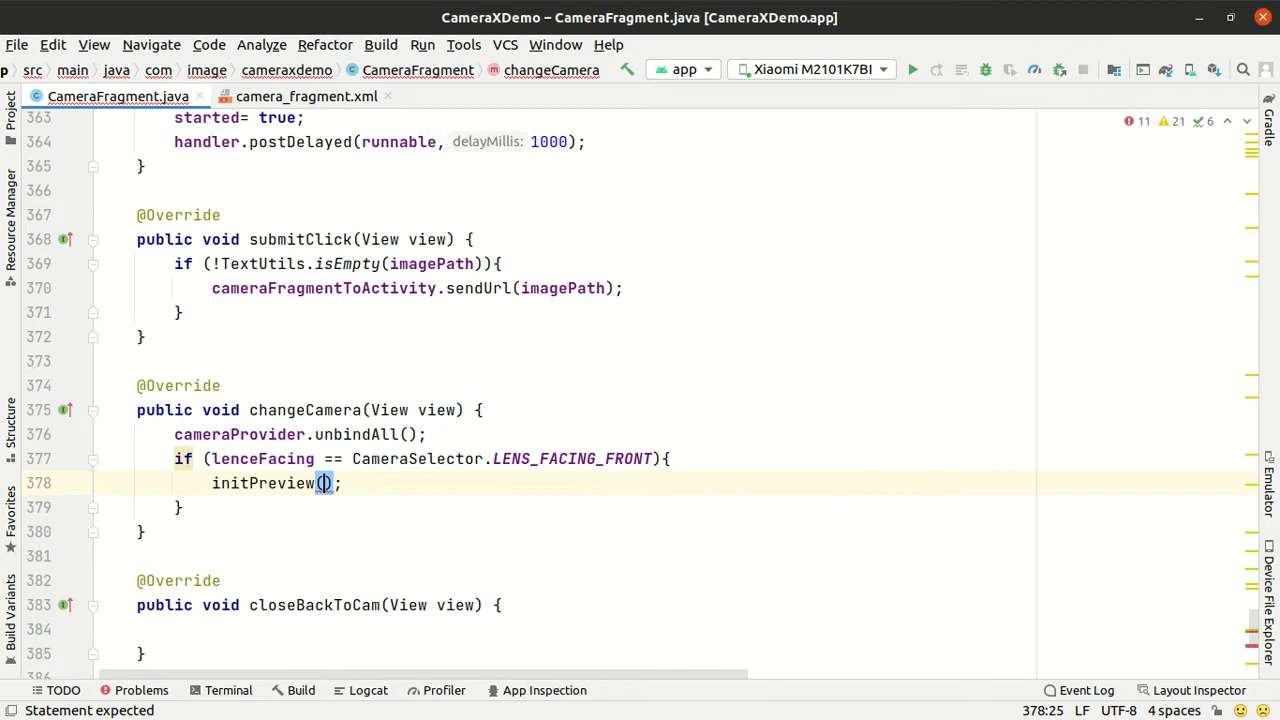 CameraXDemo – CameraFragment.java [CameraXDemo.app]
File Edit View Navigate Code Analyze Refactor Build Run Tools VCS Window Help
p src main java com image cameraxdemo CameraFragment changeCamera app Xiaomi M2101K7BI
CameraFragment.java camera_fragment.xml
11 21 6
363 started= true;
364 handler.postDelayed(runnable, delayMillis: 1000);
365 }
366
367 @Override
368 public void submitClick(View view) {
369 if (!TextUtils.isEmpty(imagePath)){
370 cameraFragmentToActivity.sendUrl(imagePath);
371 }
372 }
373
374 @Override
375 public void changeCamera(View view) {
376 cameraProvider.unbindAll();
377 if (lenceFacing == CameraSelector.LENS_FACING_FRONT){
378 initPreview();
379 }
380 }
381
382 @Override
383 public void closeBackToCam(View view) {
384
385 }
386
Project
Resource Manager
Structure
Favorites
Build Variants
Gradle
Emulator
Device File Explorer
TODO Problems Terminal Build Logcat Profiler App Inspection Event Log Layout Inspector
Statement expected 378:25 LF UTF-8 4 spaces